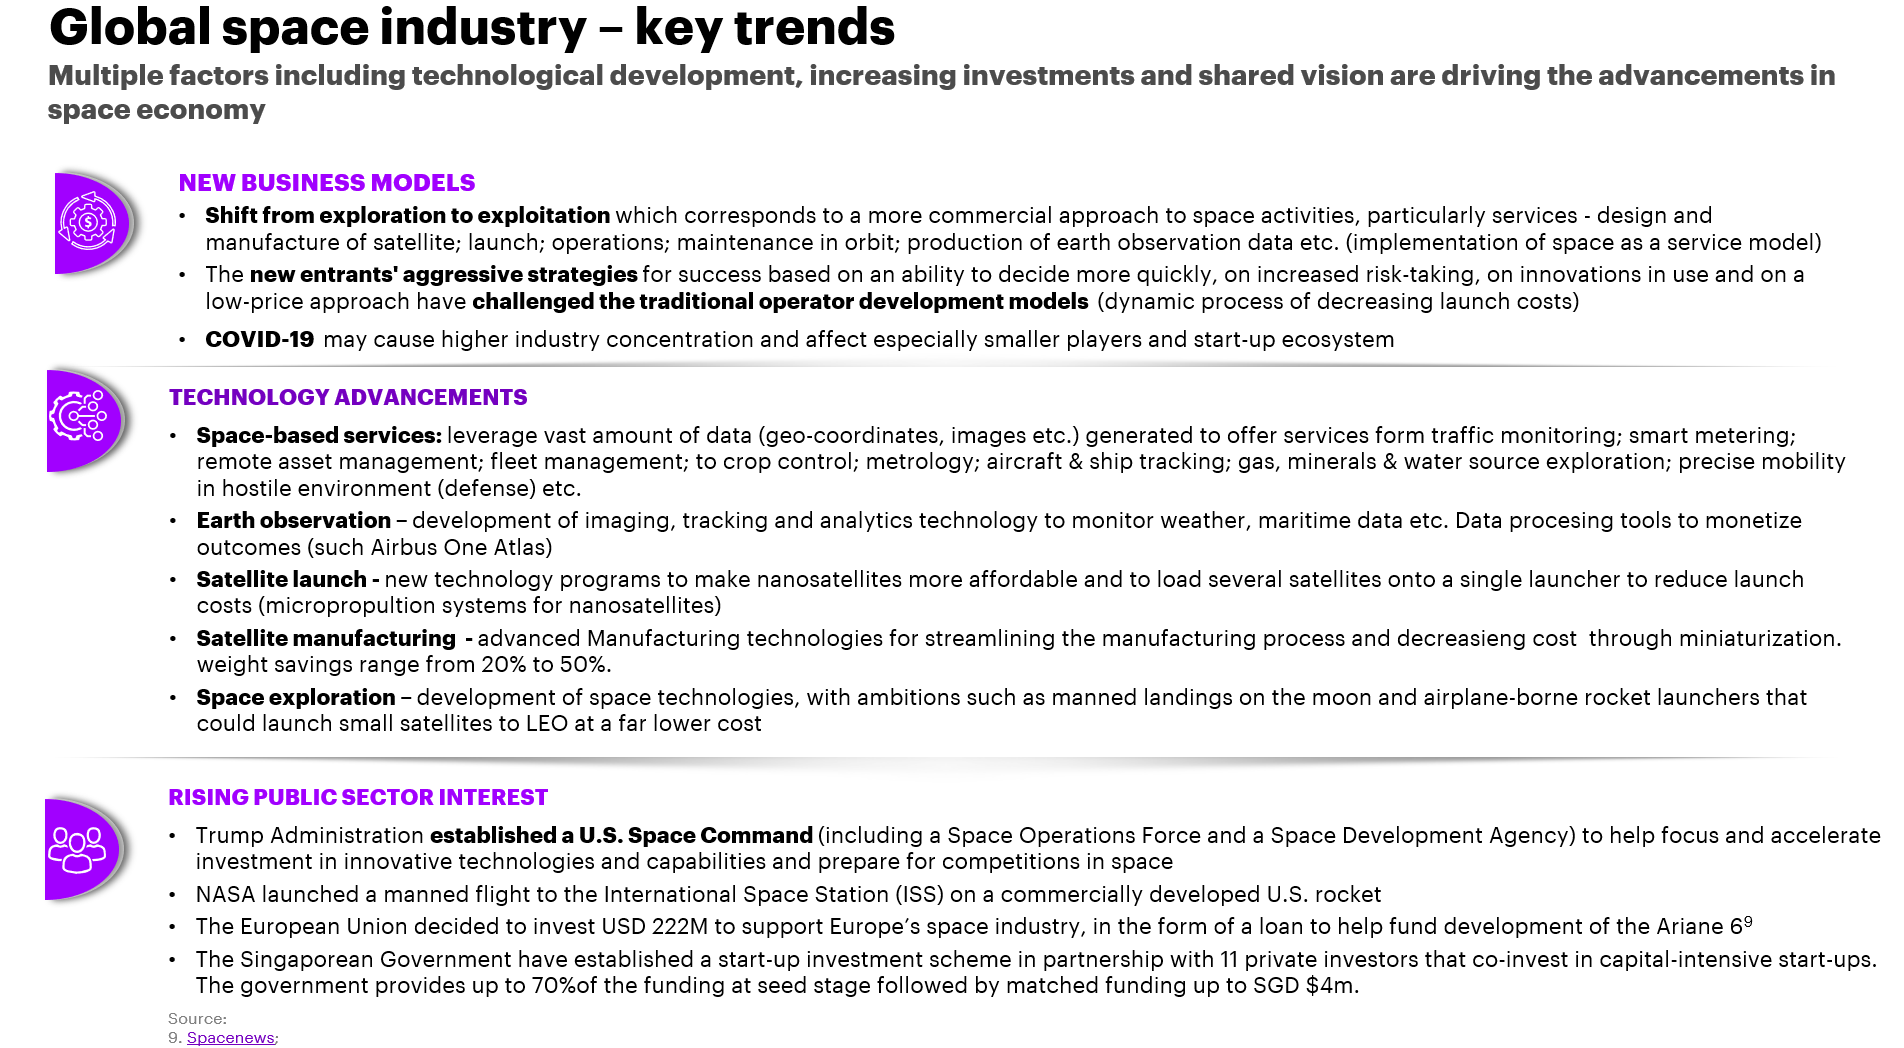 Global space industry – key trends
Multiple factors including technological development, increasing investments and shared vision are driving the advancements in
space economy
NEW BUSINESS MODELS
• Shift from exploration to exploitation which corresponds to a more commercial approach to space activities, particularly services - design and
manufacture of satellite; launch; operations; maintenance in orbit; production of earth observation data etc. (implementation of space as a service model)
• The new entrants' aggressive strategies for success based on an ability to decide more quickly, on increased risk-taking, on innovations in use and on a
low-price approach have challenged the traditional operator development models (dynamic process of decreasing launch costs)
• COVID-19 may cause higher industry concentration and affect especially smaller players and start-up ecosystem
TECHNOLOGY ADVANCEMENTS
• Space-based services: leverage vast amount of data (geo-coordinates, images etc.) generated to offer services form traffic monitoring; smart metering;
remote asset management; fleet management; to crop control; metrology; aircraft & ship tracking; gas, minerals & water source exploration; precise mobility
in hostile environment (defense) etc.
• Earth observation – development of imaging, tracking and analytics technology to monitor weather, maritime data etc. Data procesing tools to monetize
outcomes (such Airbus One Atlas)
• Satellite launch - new technology programs to make nanosatellites more affordable and to load several satellites onto a single launcher to reduce launch
costs (micropropultion systems for nanosatellites)
• Satellite manufacturing - advanced Manufacturing technologies for streamlining the manufacturing process and decreasieng cost through miniaturization.
weight savings range from 20% to 50%.
• Space exploration – development of space technologies, with ambitions such as manned landings on the moon and airplane-borne rocket launchers that
could launch small satellites to LEO at a far lower cost
RISING PUBLIC SECTOR INTEREST
• Trump Administration established a U.S. Space Command (including a Space Operations Force and a Space Development Agency) to help focus and accelerate
investment in innovative technologies and capabilities and prepare for competitions in space
• NASA launched a manned flight to the International Space Station (ISS) on a commercially developed U.S. rocket
• The European Union decided to invest USD 222M to support Europe’s space industry, in the form of a loan to help fund development of the Ariane 6⁹
• The Singaporean Government have established a start-up investment scheme in partnership with 11 private investors that co-invest in capital-intensive start-ups.
The government provides up to 70%of the funding at seed stage followed by matched funding up to SGD $4m.
Source:
9. Spacenews;